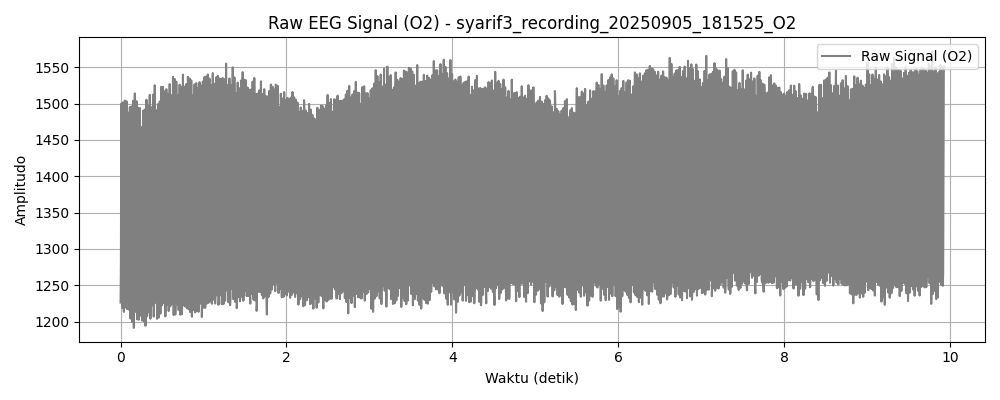 Raw EEG Signal (O2) - syarif3_recording_20250905_181525_O2
Raw Signal (O2)
Amplitudo
1550
1500
1450
1400
1350
1300
1250
1200
0 2 4 6 8 10
Waktu (detik)